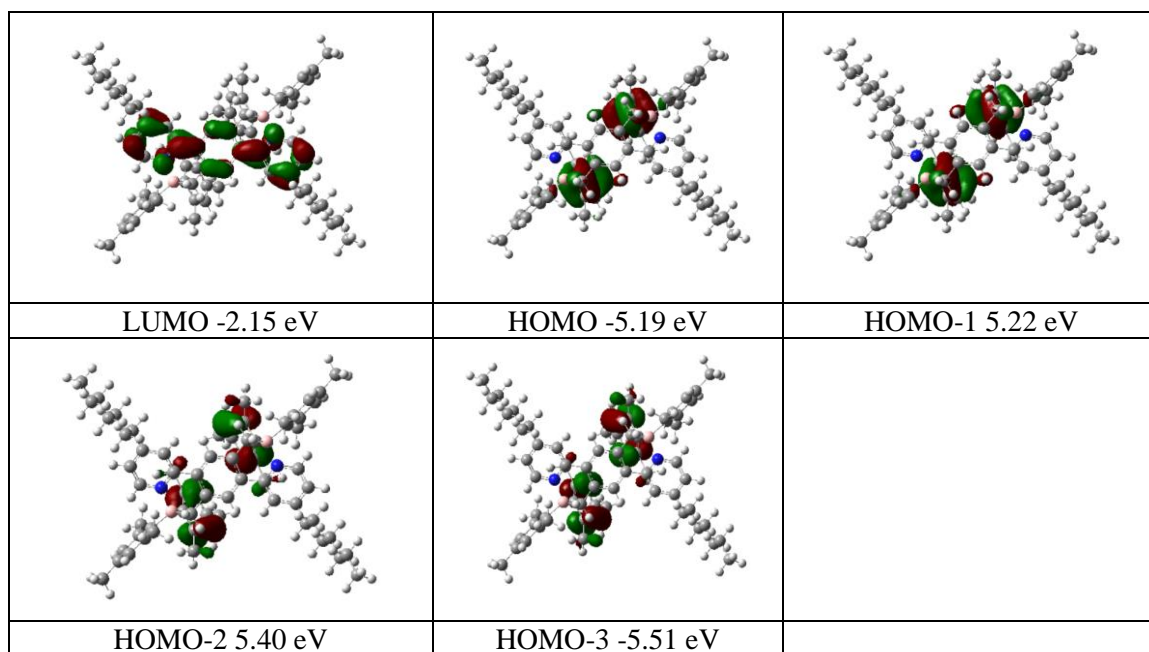 LUMO -2.15 eV
HOMO -5.19 eV
HOMO-1 5.22 eV
HOMO-2 5.40 eV
HOMO-3 -5.51 eV